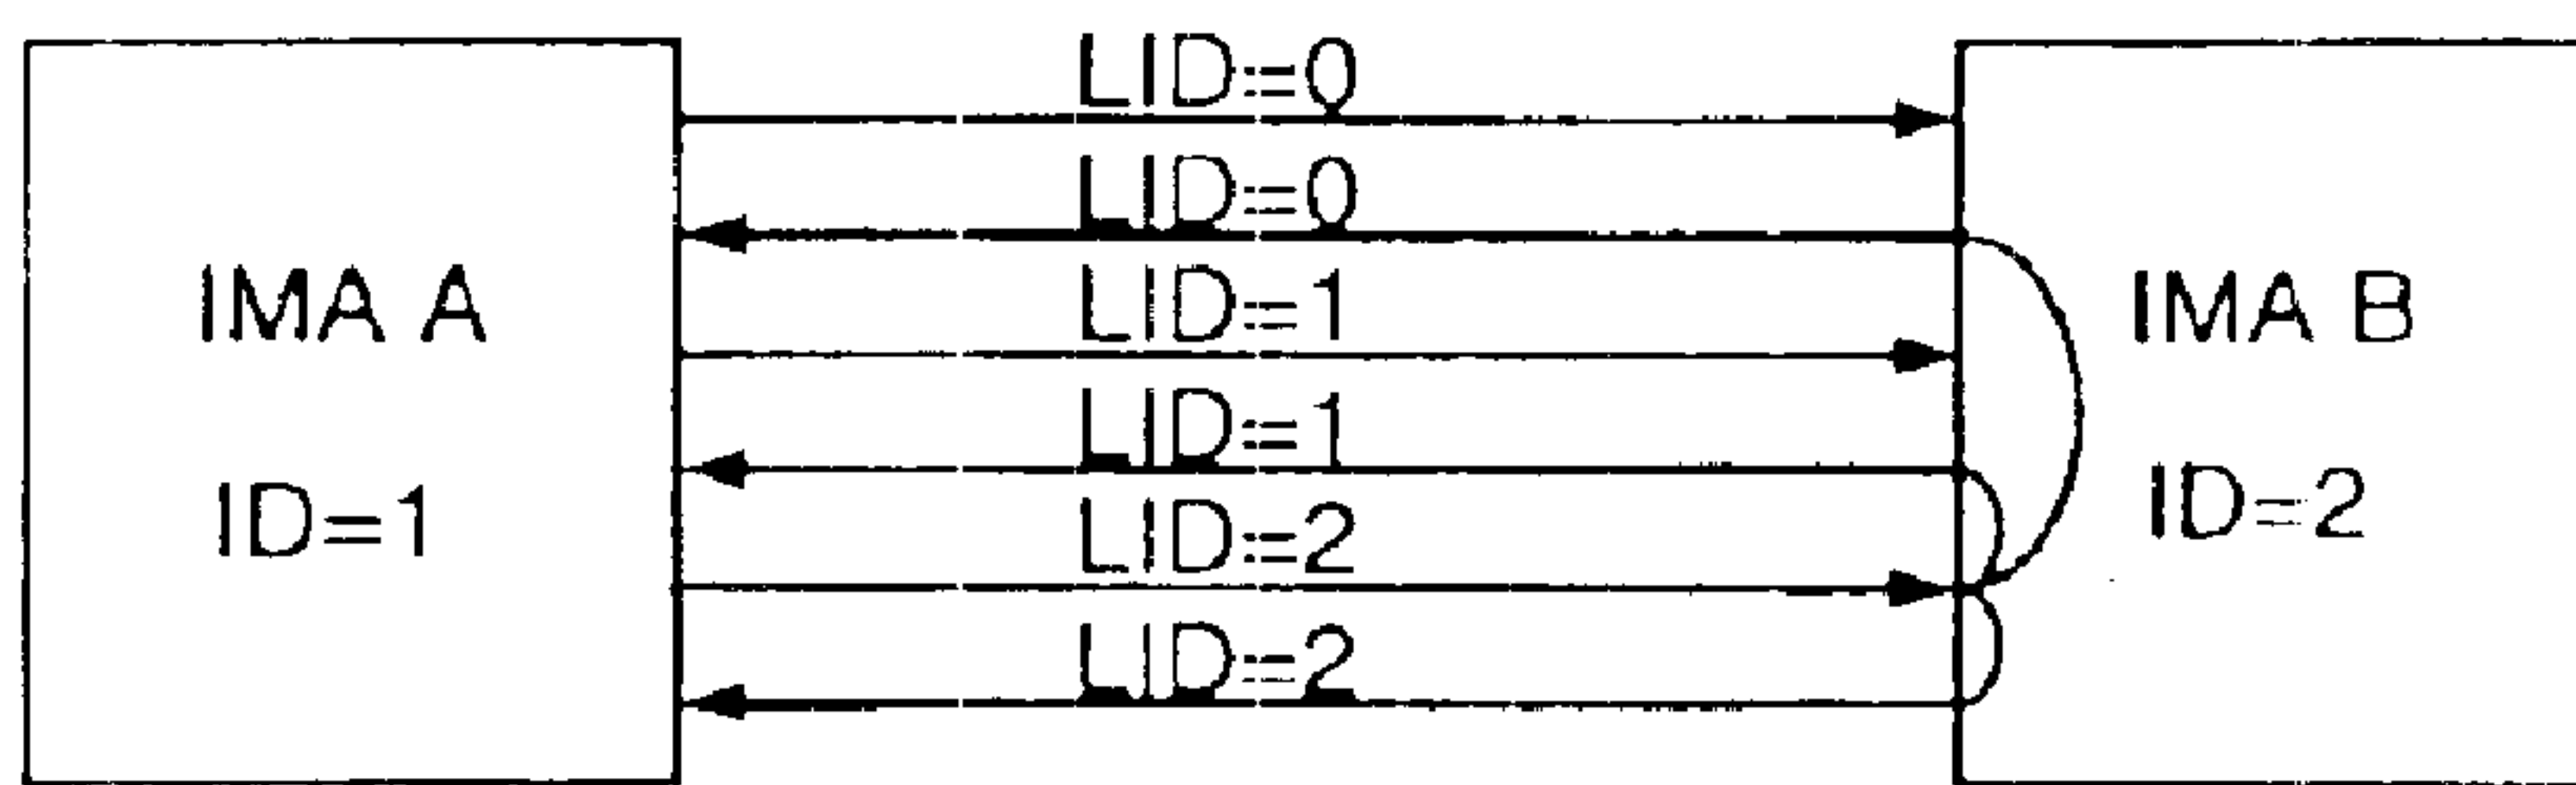 LID=0
LID=0
IMA A
LID=1
IMA B
LID=1
ID=1
LID=2
ID=2
LID=2